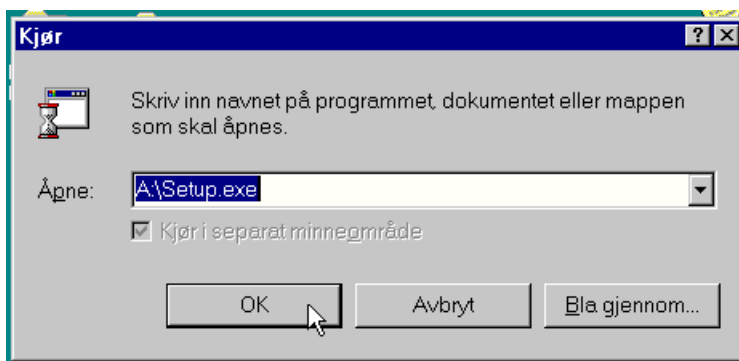 Kjør
Skriv inn navnet på programmet, dokumentet eller mappen
som skal åpnes.
Åpne: A:\Setup.exe
Kjør i separat minneområde
OK Avbryt Bla gjennom...